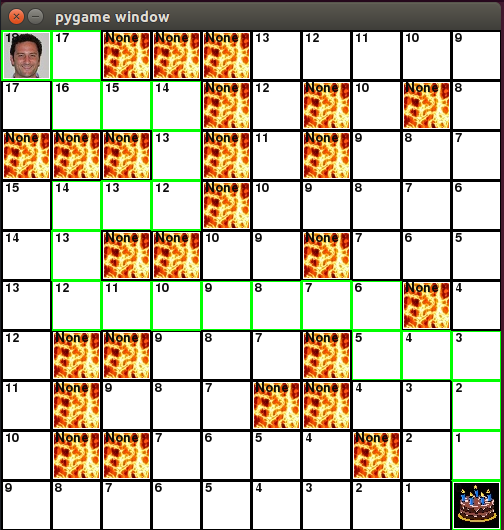 pygame window
18 17 None None None 13 12 11 10 9
17 16 15 14 None 12 None 10 None 8
None None None 13 None 11 None 9 8 7
15 14 13 12 None 10 9 8 7 6
14 13 None None 10 9 None 7 6 5
13 12 11 10 9 8 7 6 None 4
12 None None 9 8 7 None 5 4 3
11 None 9 8 7 None None 4 3 2
10 None None 7 6 5 4 None 2 1
9 8 7 6 5 4 3 2 1